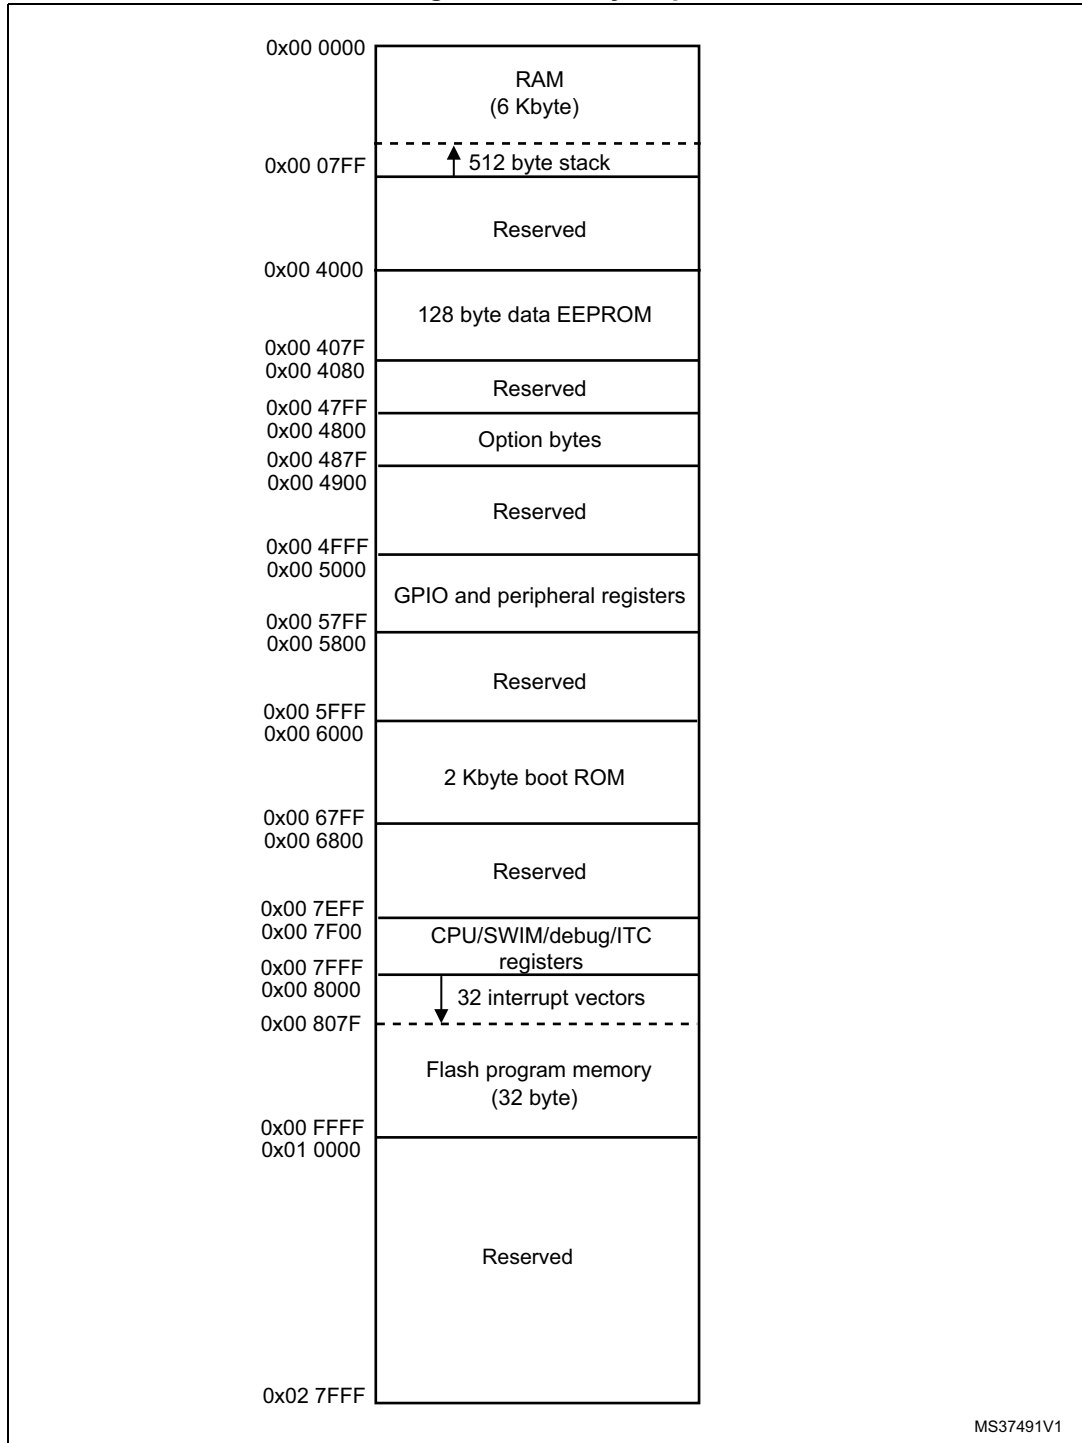 0x00 0000
RAM
(6 Kbyte)
0x00 07FF
512 byte stack
Reserved
0x00 4000
128 byte data EEPROM
0x00 407F
0x00 4080
Reserved
0x00 47FF
0x00 4800
Option bytes
0x00 487F
0x00 4900
Reserved
0x00 4FFF
0x00 5000
GPIO and peripheral registers
0x00 57FF
0x00 5800
Reserved
0x00 5FFF
0x00 6000
2 Kbyte boot ROM
0x00 67FF
0x00 6800
Reserved
0x00 7EFF
0x00 7F00
CPU/SWIM/debug/ITC
registers
0x00 7FFF
0x00 8000
32 interrupt vectors
0x00 807F
Flash program memory
(32 byte)
0x00 FFFF
0x01 0000
Reserved
0x02 7FFF
MS37491V1